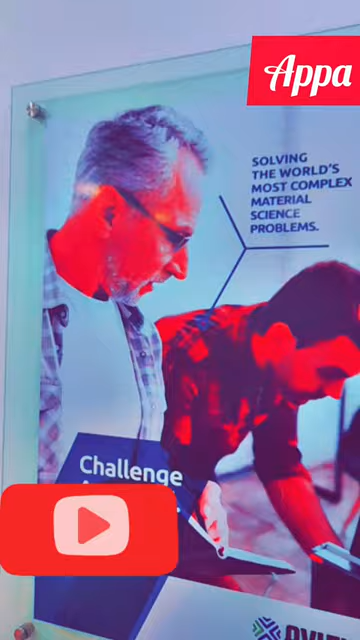 Appa
SOLVING
THE WORLD'S
MOST COMPLEX
MATERIAL
SCIENCE
PROBLEMS.
Challenge